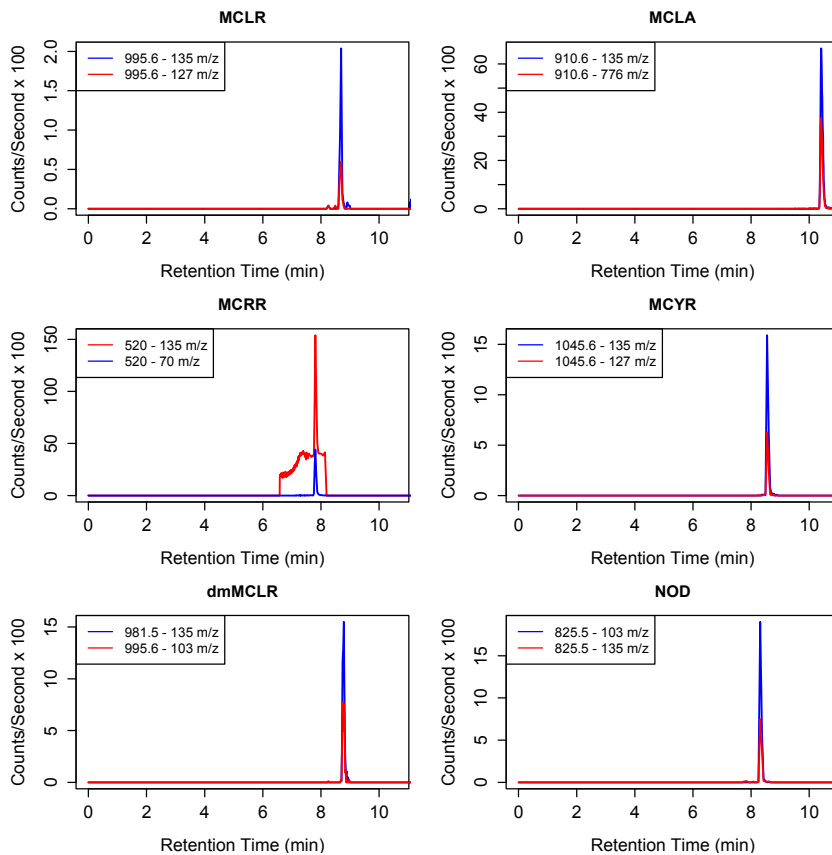 MCLR
995.6 - 135 m/z
995.6 - 127 m/z
Counts/Second x 100
0.0 0.5 1.0 2.0
0 2 4 6 8 10
Retention Time (min)
MCLA
910.6 - 135 m/z
910.6 - 776 m/z
Counts/Second x 100
0 20 40 60
0 2 4 6 8 10
Retention Time (min)
MCRR
520 - 135 m/z
520 - 70 m/z
Counts/Second x 100
0 50 100 150
0 2 4 6 8 10
Retention Time (min)
MCYR
1045.6 - 135 m/z
1045.6 - 127 m/z
Counts/Second x 100
0 5 10 15
0 2 4 6 8 10
Retention Time (min)
dmMCLR
981.5 - 135 m/z
995.6 - 103 m/z
Counts/Second x 100
0 5 10 15
0 2 4 6 8 10
Retention Time (min)
NOD
825.5 - 103 m/z
825.5 - 135 m/z
Counts/Second x 100
0 5 10 15
0 2 4 6 8 10
Retention Time (min)